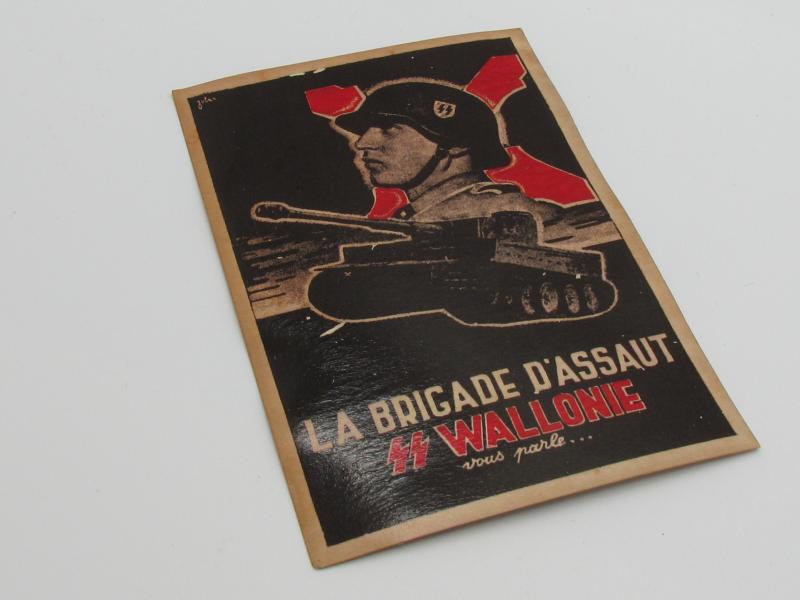 LA BRIGADE D'ASSAUT
SS WALLONIE
vous parle...